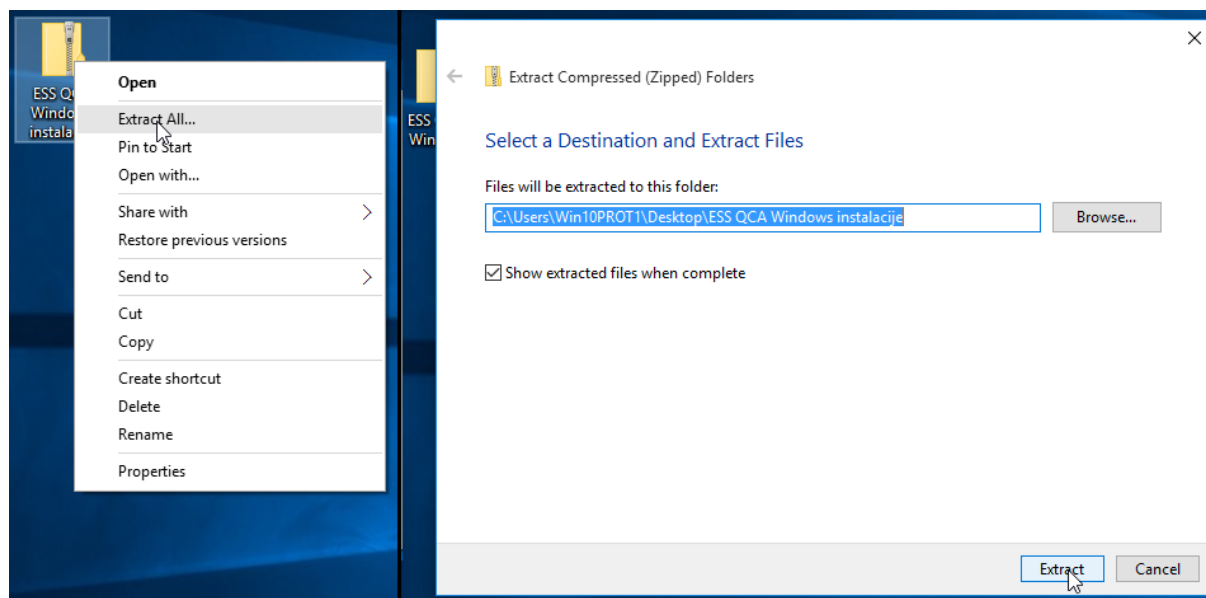 ESS Q
Windo
instala
Open
Extract All...
Pin to Start
Open with...
Share with
Restore previous versions
Send to
Cut
Copy
Create shortcut
Delete
Rename
Properties
ESS
Win
Extract Compressed (Zipped) Folders
Select a Destination and Extract Files
Files will be extracted to this folder:
C:\Users\Win10PROT1\Desktop\ESS QCA Windows instalacije
Browse...
Show extracted files when complete
Extract
Cancel